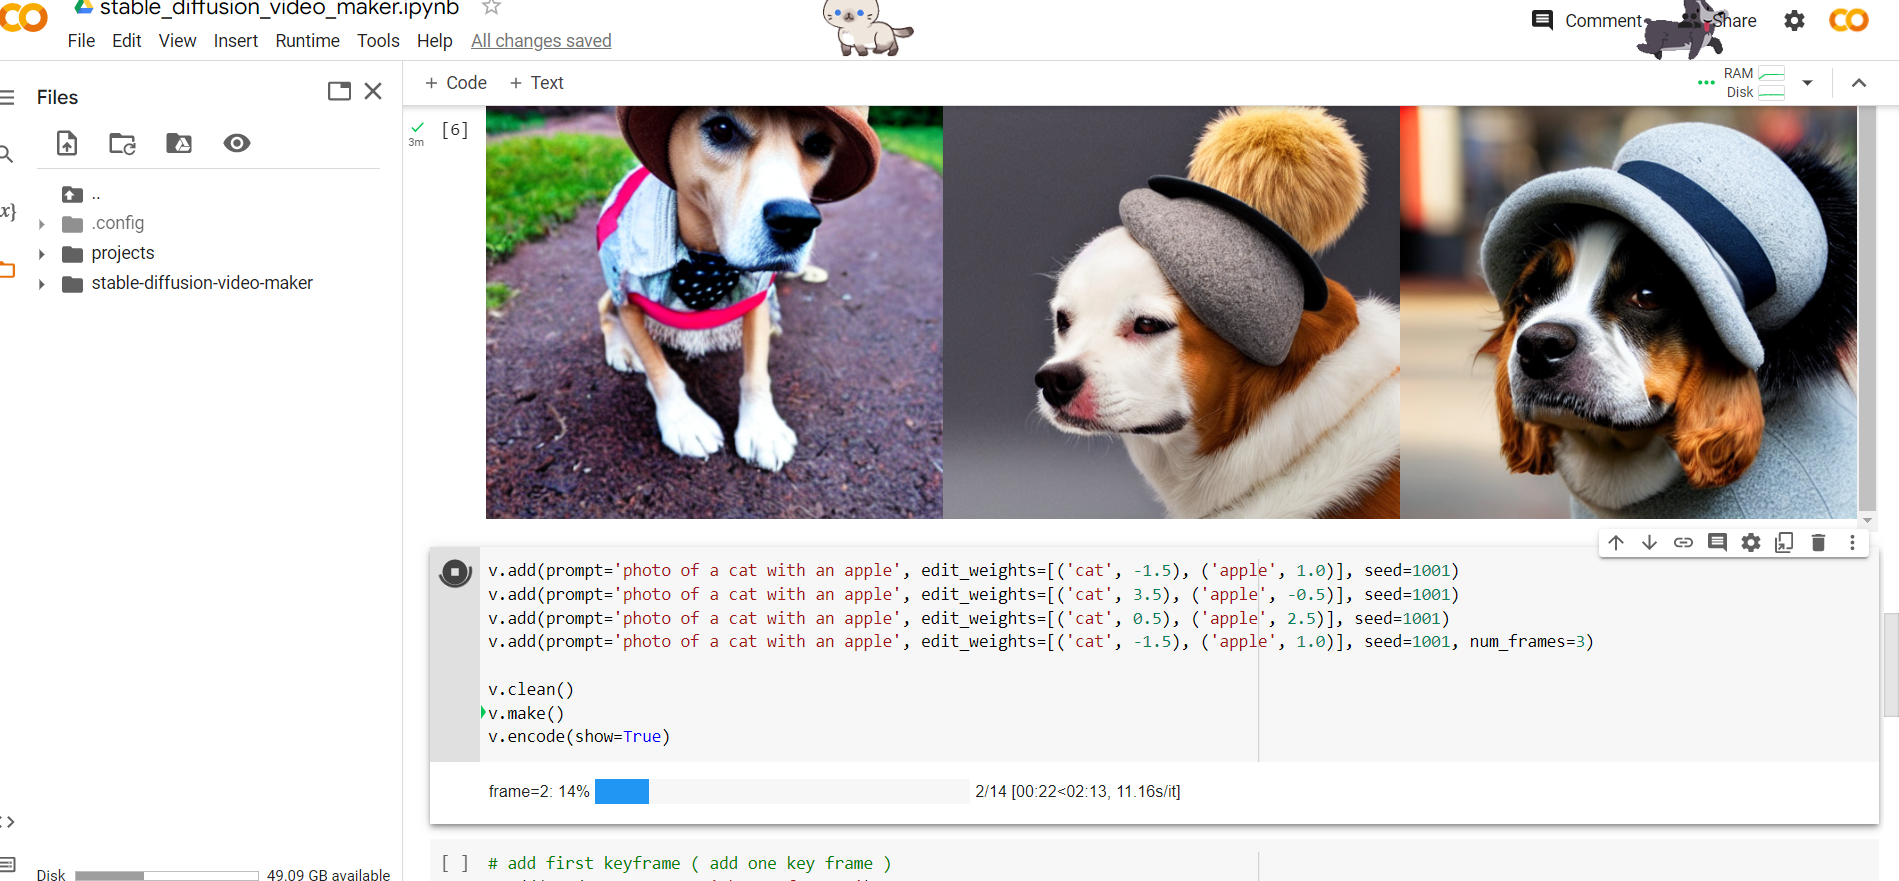 stable_diffusion_video_maker.ipynb
File Edit View Insert Runtime Tools Help All changes saved
Comment Share
Files
+ Code + Text
RAM
Disk
[6]
3m
..
.config
projects
stable-diffusion-video-maker
{x}
v.add(prompt='photo of a cat with an apple', edit_weights=[('cat', -1.5), ('apple', 1.0)], seed=1001)
v.add(prompt='photo of a cat with an apple', edit_weights=[('cat', 3.5), ('apple', -0.5)], seed=1001)
v.add(prompt='photo of a cat with an apple', edit_weights=[('cat', 0.5), ('apple', 2.5)], seed=1001)
v.add(prompt='photo of a cat with an apple', edit_weights=[('cat', -1.5), ('apple', 1.0)], seed=1001, num_frames=3)
v.clean()
v.make()
v.encode(show=True)
frame=2: 14% 2/14 [00:22<02:13, 11.16s/it]
[ ] # add first keyframe ( add one key frame )
Disk 49.09 GB available